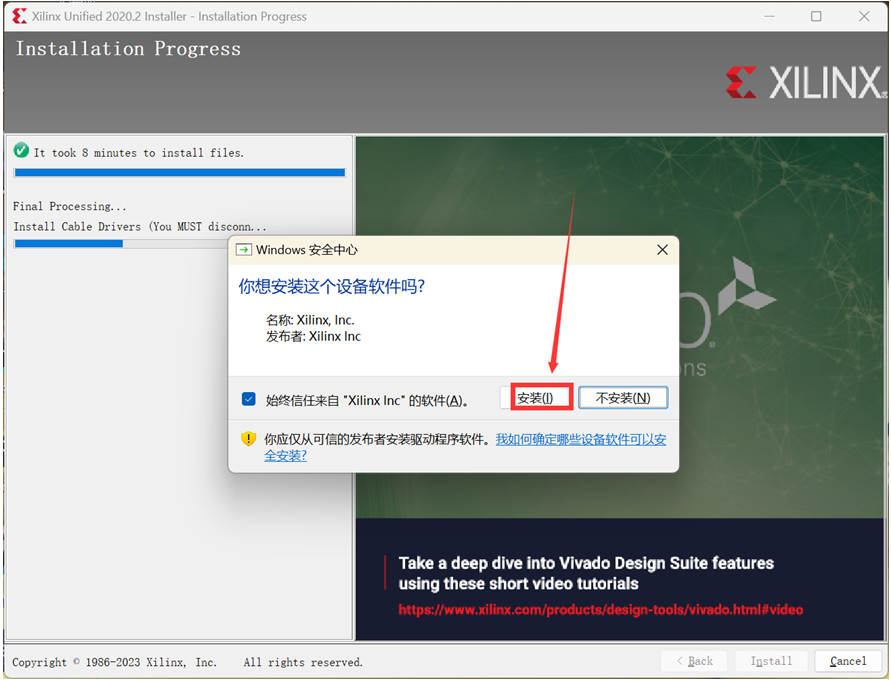 Xilinx Unified 2020.2 Installer - Installation Progress
Installation Progress
XILINX
It took 8 minutes to install files.
Final Processing...
Install Cable Drivers (You MUST disconn...
Windows 安全中心
你想安装这个设备软件吗?
名称: Xilinx, Inc.
发布者: Xilinx Inc
始终信任来自 "Xilinx Inc" 的软件(A)。
安装(I)
不安装(N)
你应仅从可信的发布者安装驱动程序软件。我如何确定哪些设备软件可以安
全安装?
Take a deep dive into Vivado Design Suite features
using these short video tutorials
https://www.xilinx.com/products/design-tools/vivado.html#video
Copyright © 1986-2023 Xilinx, Inc. All rights reserved.
< Back
Install
Cancel